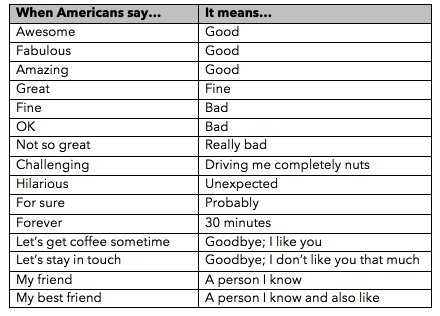 When Americans say... It means...
Awesome Good
Fabulous Good
Amazing Good
Great Fine
Fine Bad
OK Bad
Not so great Really bad
Challenging Driving me completely nuts
Hilarious Unexpected
For sure Probably
Forever 30 minutes
Let's get coffee sometime Goodbye; I like you
Let's stay in touch Goodbye; I don't like you that much
My friend A person I know
My best friend A person I know and also like